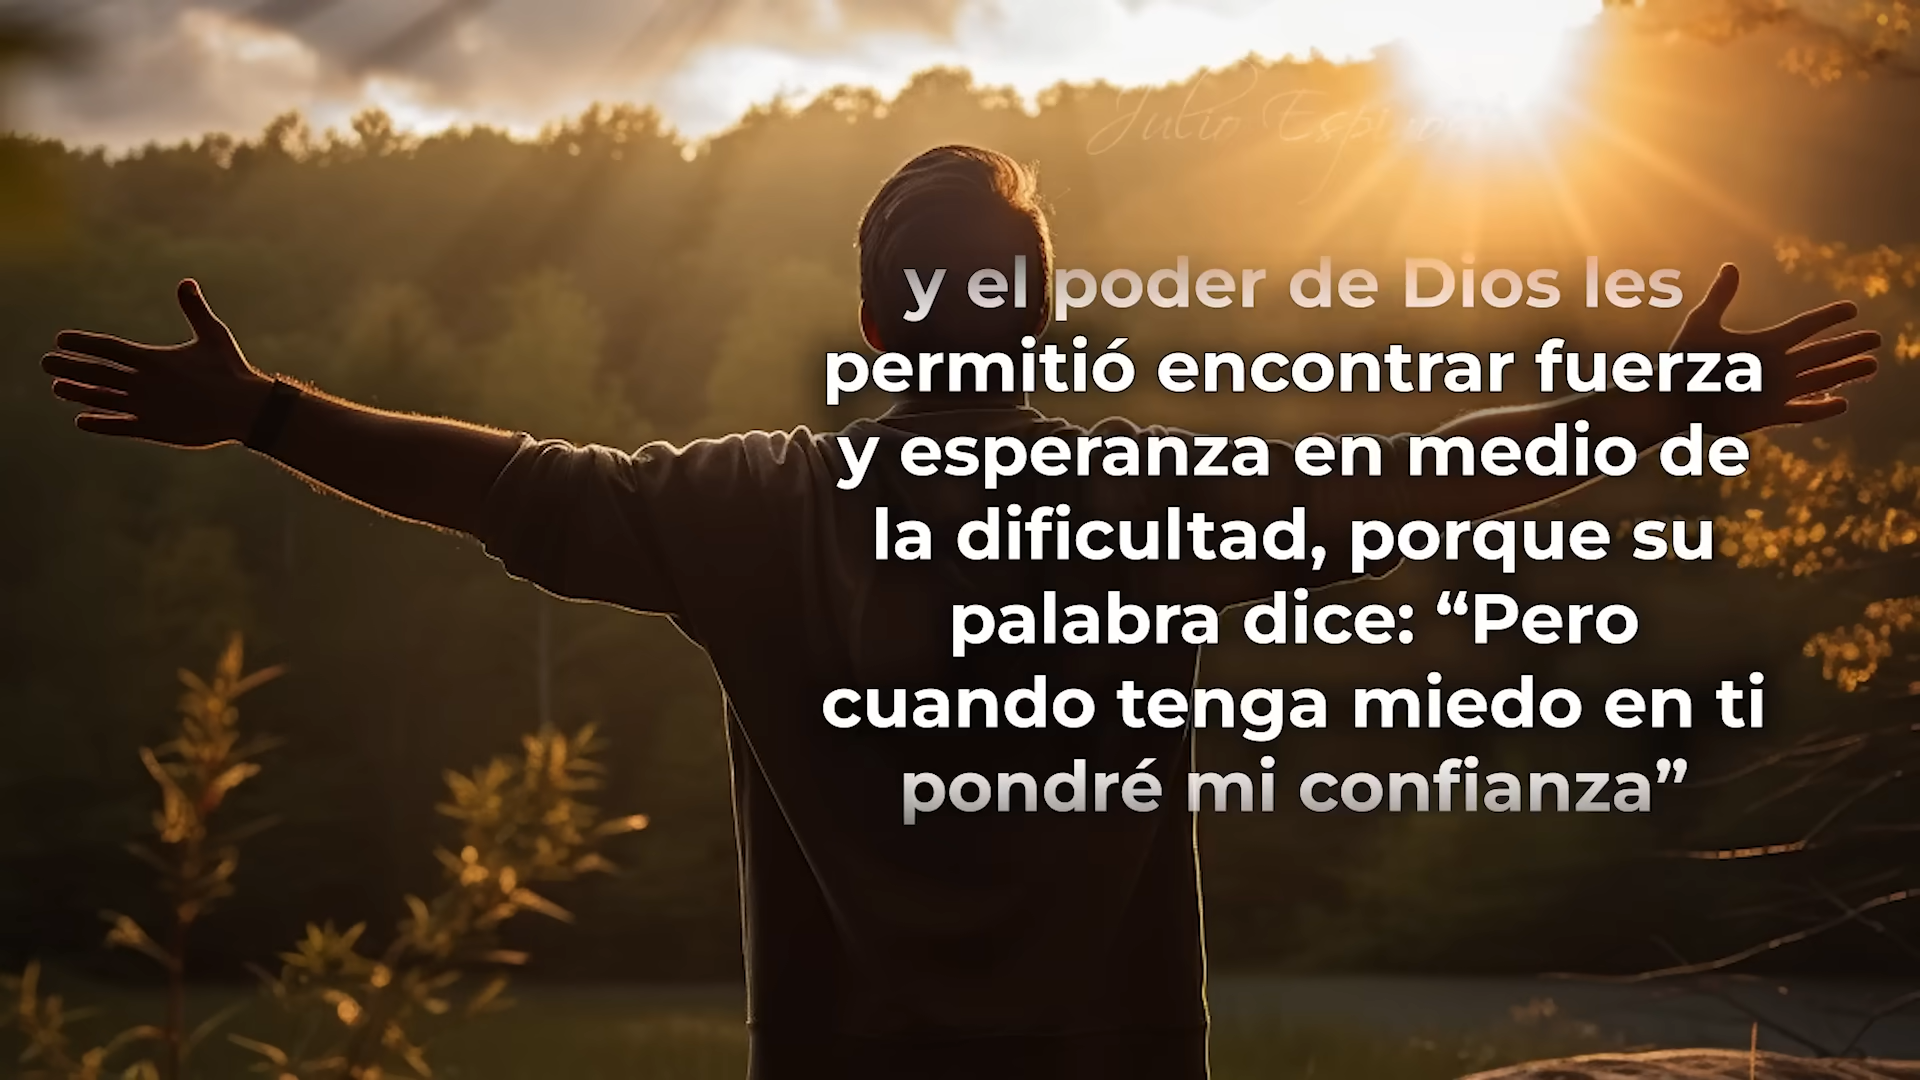 Julio
y el poder de Dios les
permitió encontrar fuerza
y esperanza en medio de
la dificultad, porque su
palabra dice: “Pero
cuando tenga miedo en ti
pondré mi confianza”